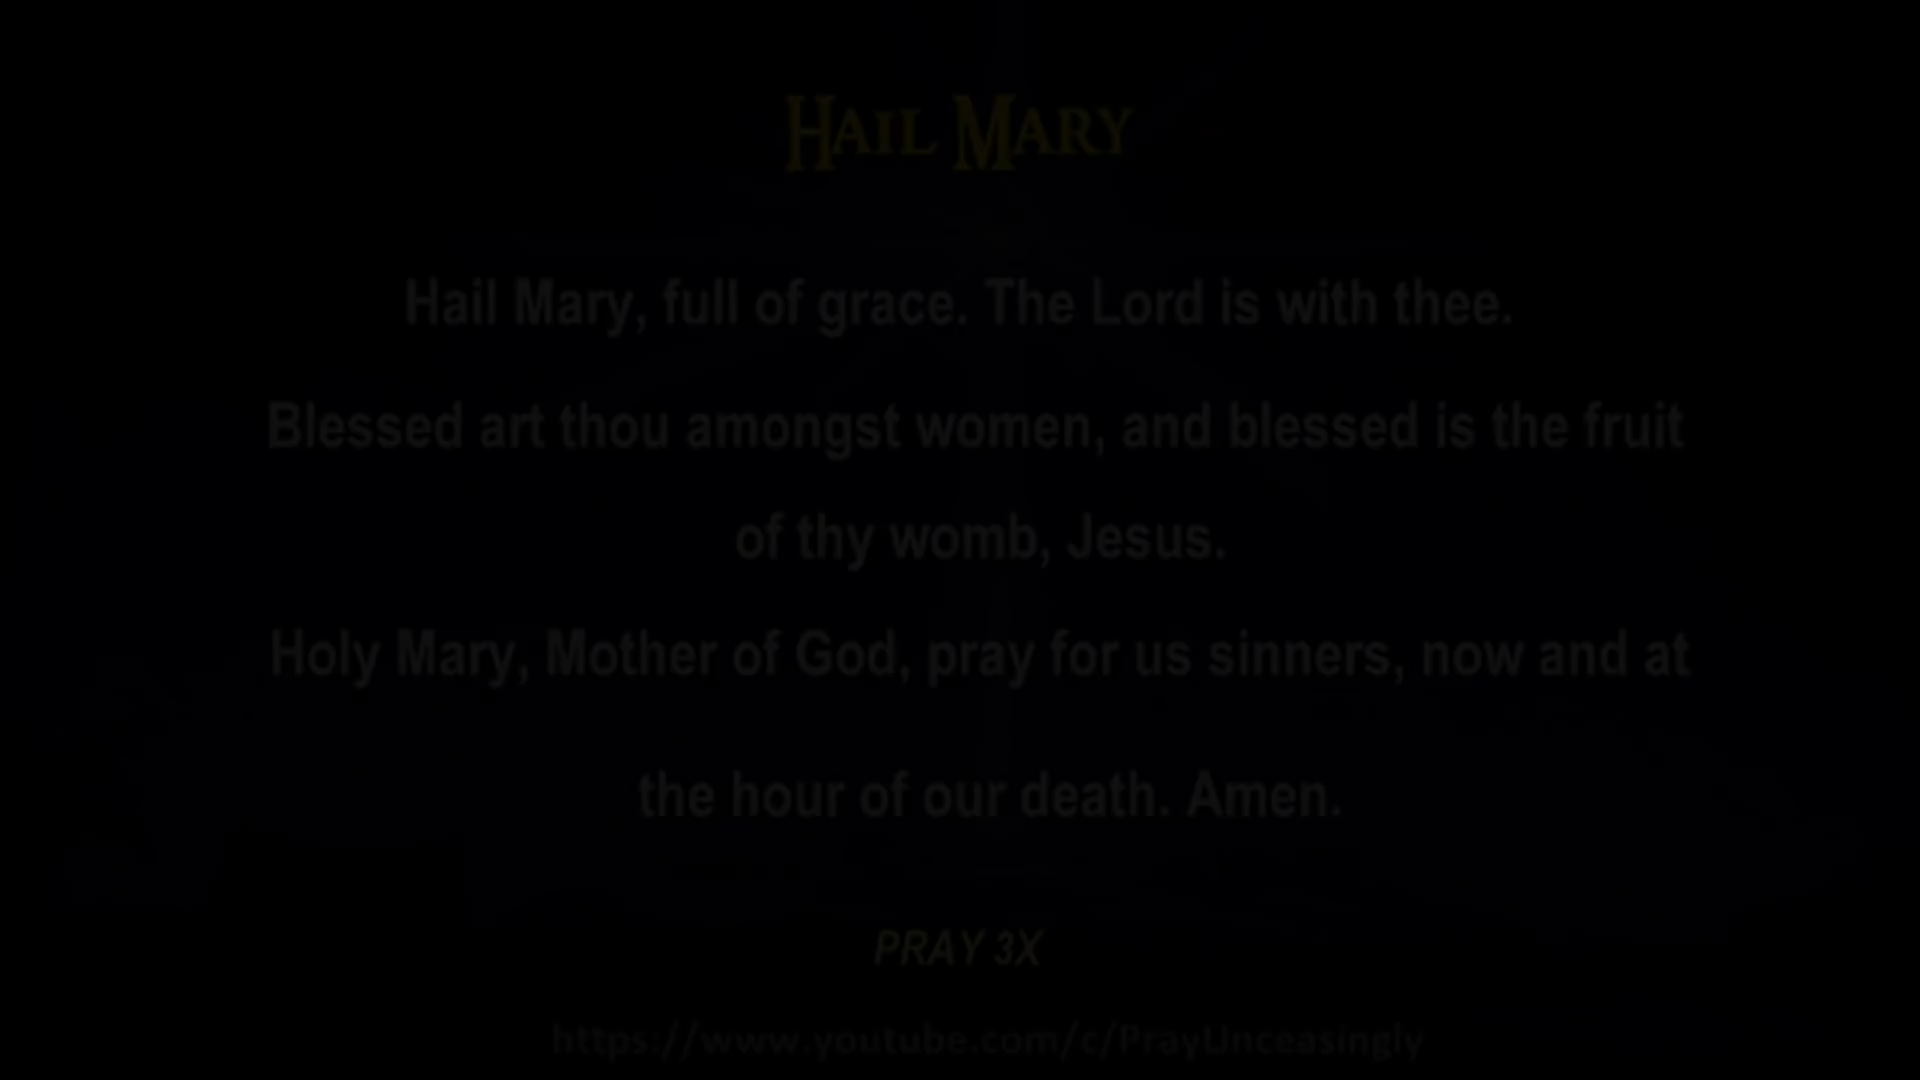 HAIL MARY
Hail Mary, full of grace. The Lord is with thee.
Blessed art thou amongst women, and blessed is the fruit
of thy womb, Jesus.
Holy Mary, Mother of God, pray for us sinners, now and at
the hour of our death. Amen.
PRAY 3X
https://www.youtube.com/c/PrayUnceasingly